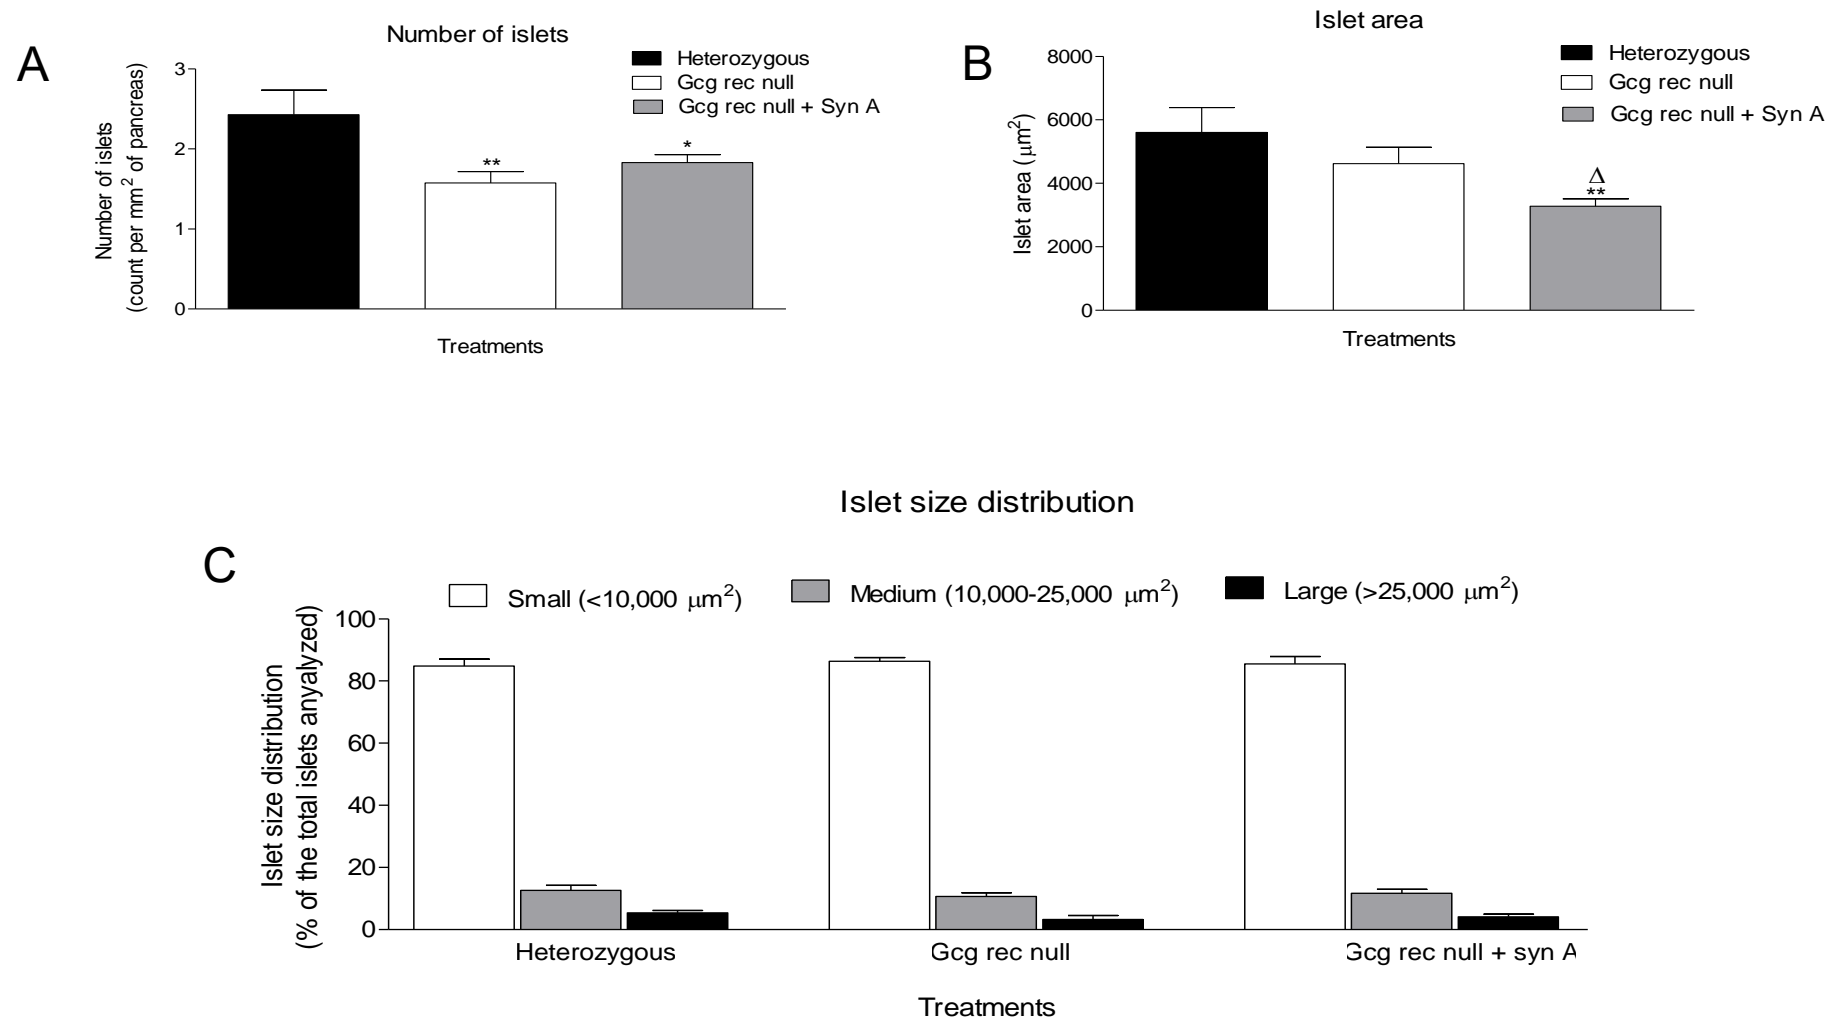 A
Number of islets
Heterozygous
Gcg rec null
Gcg rec null + Syn A
Number of islets
(count per mm² of pancreas)
3
2
1
0
**
*
Treatments
B
Islet area
Heterozygous
Gcg rec null
Gcg rec null + Syn A
Islet area (μm²)
8000
6000
4000
2000
0
Δ
**
Treatments
Islet size distribution
C
Small (<10,000 μm²)
Medium (10,000-25,000 μm²)
Large (>25,000 μm²)
Islet size distribution
(% of the total islets anyalyzed)
100
80
60
40
20
0
Heterozygous
Gcg rec null
Gcg rec null + syn A
Treatments